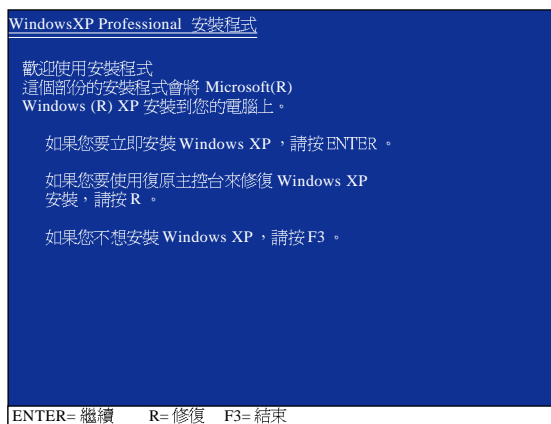 WindowsXP Professional 安裝程式
歡迎使用安裝程式
這個部份的安裝程式會將 Microsoft(R)
Windows (R) XP 安裝到您的電腦上。
如果您要立即安裝 Windows XP ，請按 ENTER 。
如果您要使用復原主控台來修復 Windows XP
安裝，請按 R 。
如果您不想安裝 Windows XP ，請按 F3 。
ENTER= 繼續 R= 修復 F3= 結束